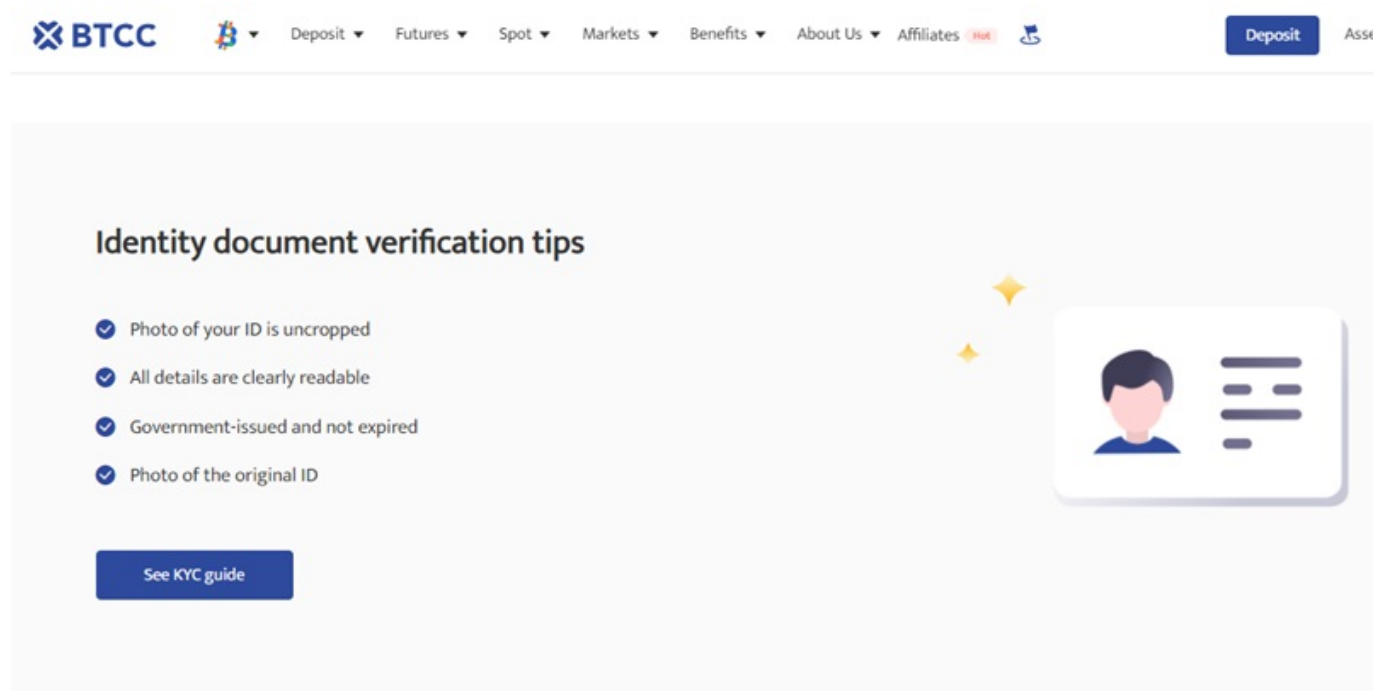 BTCC Deposit Futures Spot Markets Benefits About Us Affiliates Hot Deposit Asse
Identity document verification tips
Photo of your ID is uncropped
All details are clearly readable
Government-issued and not expired
Photo of the original ID
See KYC guide